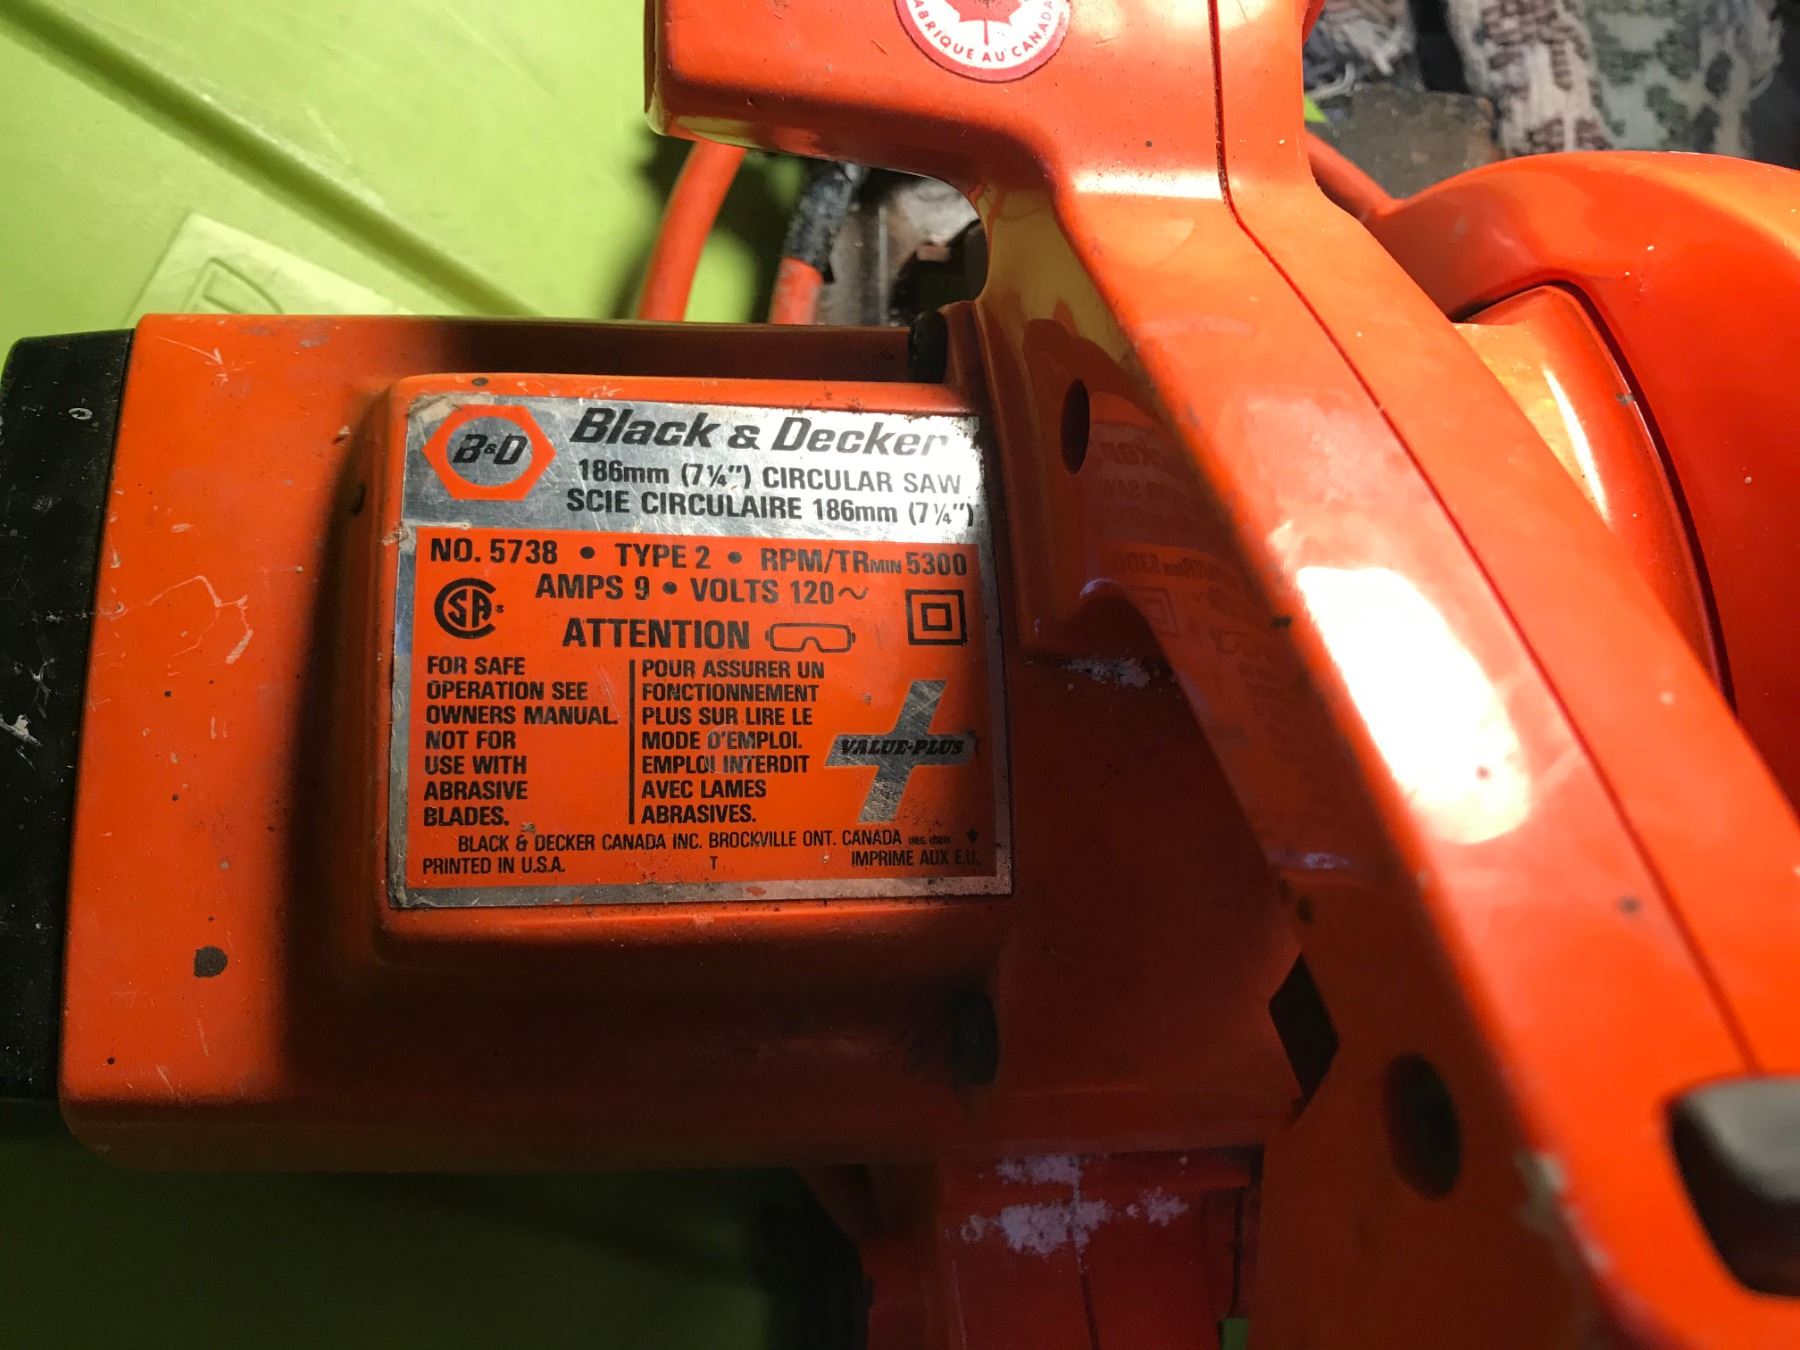 FABRIQUE AU CANADA
B&D
Black & Decker
186mm (7¼") CIRCULAR SAW
SCIE CIRCULAIRE 186mm (7¼")
NO. 5738 • TYPE 2 • RPM/TRMIN 5300
AMPS 9 • VOLTS 120~
SA
ATTENTION
FOR SAFE
OPERATION SEE
OWNERS MANUAL.
NOT FOR
USE WITH
ABRASIVE
BLADES.
POUR ASSURER UN
FONCTIONNEMENT
PLUS SUR LIRE LE
MODE D'EMPLOI.
EMPLOI INTERDIT
AVEC LAMES
ABRASIVES.
VALUE-PLUS
BLACK & DECKER CANADA INC. BROCKVILLE ONT. CANADA
PRINTED IN U.S.A. T IMPRIME AUX E.U.